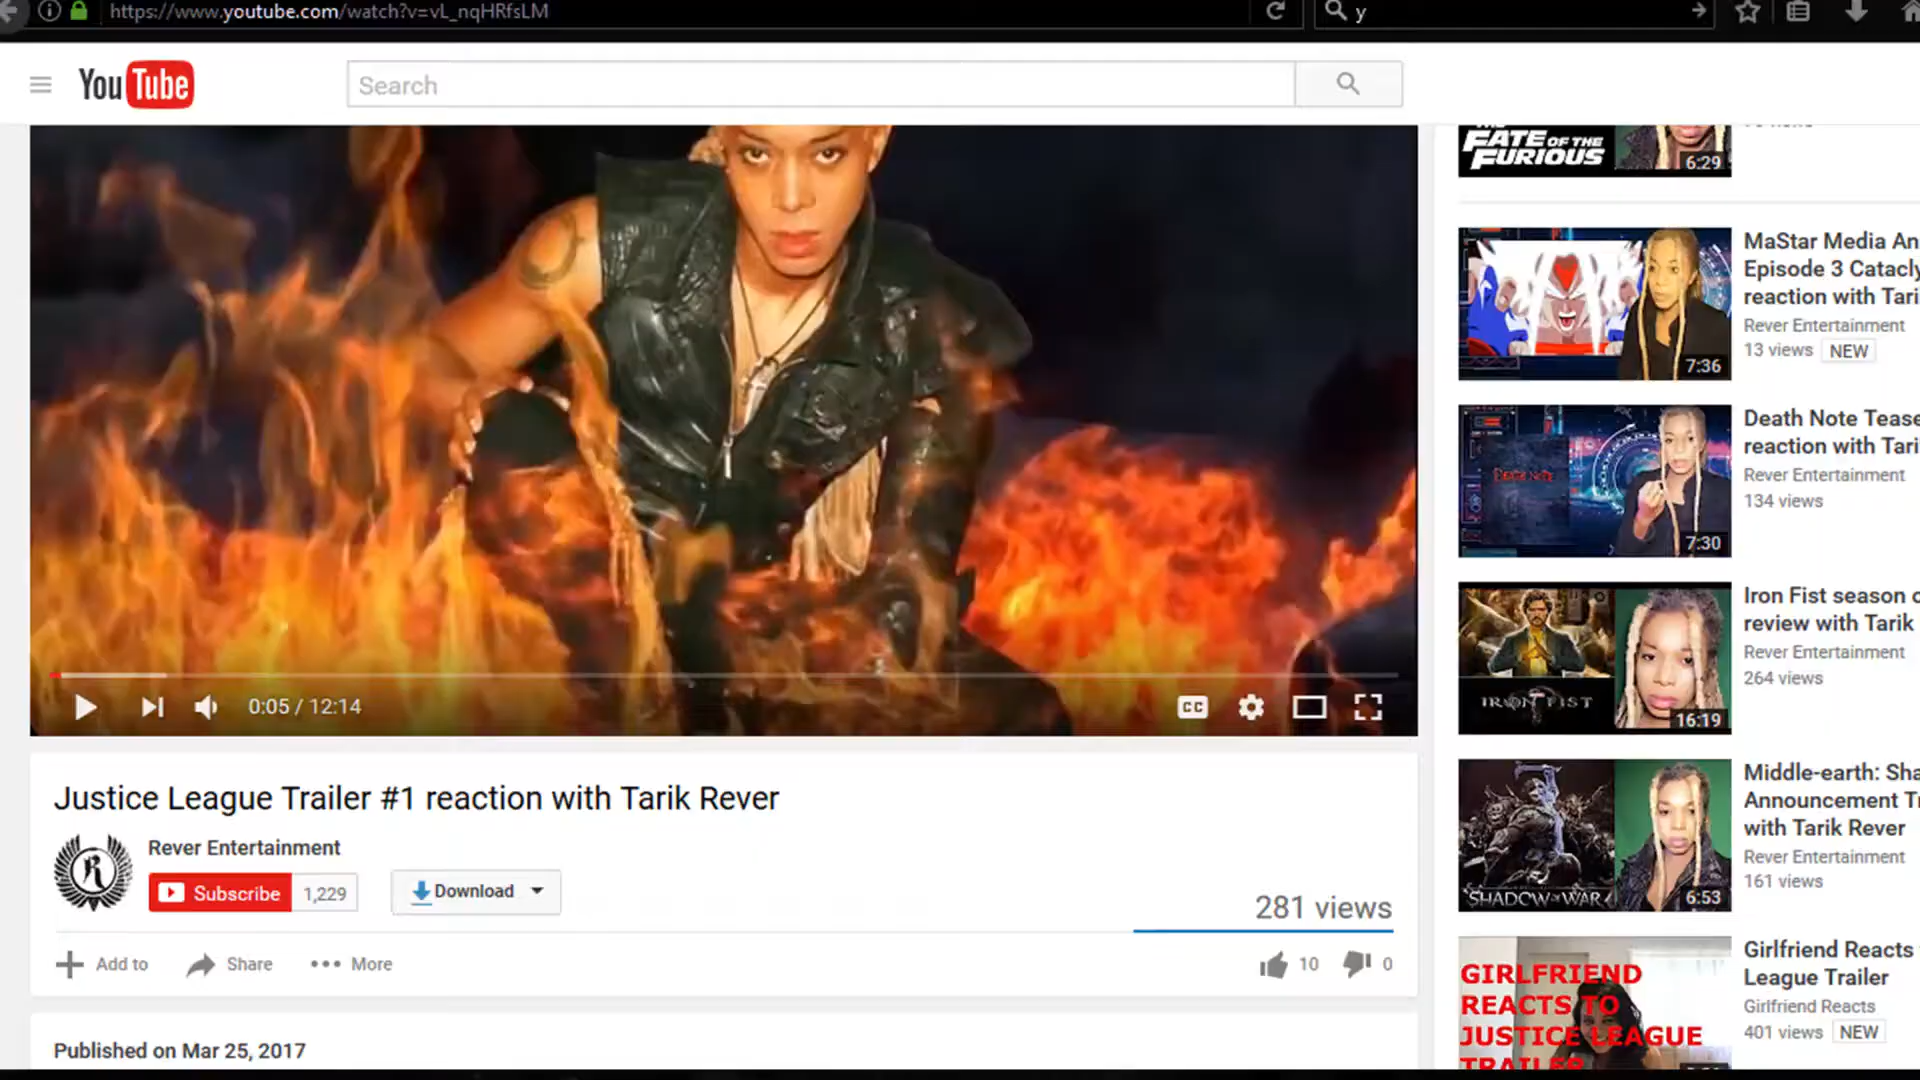 https://www.youtube.com/watch?v=vL_nqHRfsLM
y
YouTube
Search
FATE OF THE
FURIOUS
6:29
MaStar Media An
Episode 3 Catacly
reaction with Tari
Rever Entertainment
13 views NEW
7:36
Death Note Tease
reaction with Tari
Rever Entertainment
134 views
DEATH NOTE
7:30
Iron Fist season o
review with Tarik
Rever Entertainment
264 views
IRON FIST
16:19
Middle-earth: Sha
Announcement Tr
with Tarik Rever
Rever Entertainment
161 views
SHADOW OF WAR
6:53
Girlfriend Reacts
League Trailer
Girlfriend Reacts
401 views NEW
GIRLFRIEND
REACTS TO
JUSTICE LEAGUE
TRAILER
0:05 / 12:14
CC
Justice League Trailer #1 reaction with Tarik Rever
R
Rever Entertainment
Subscribe 1,229
Download
281 views
Add to Share More
10 0
Published on Mar 25, 2017